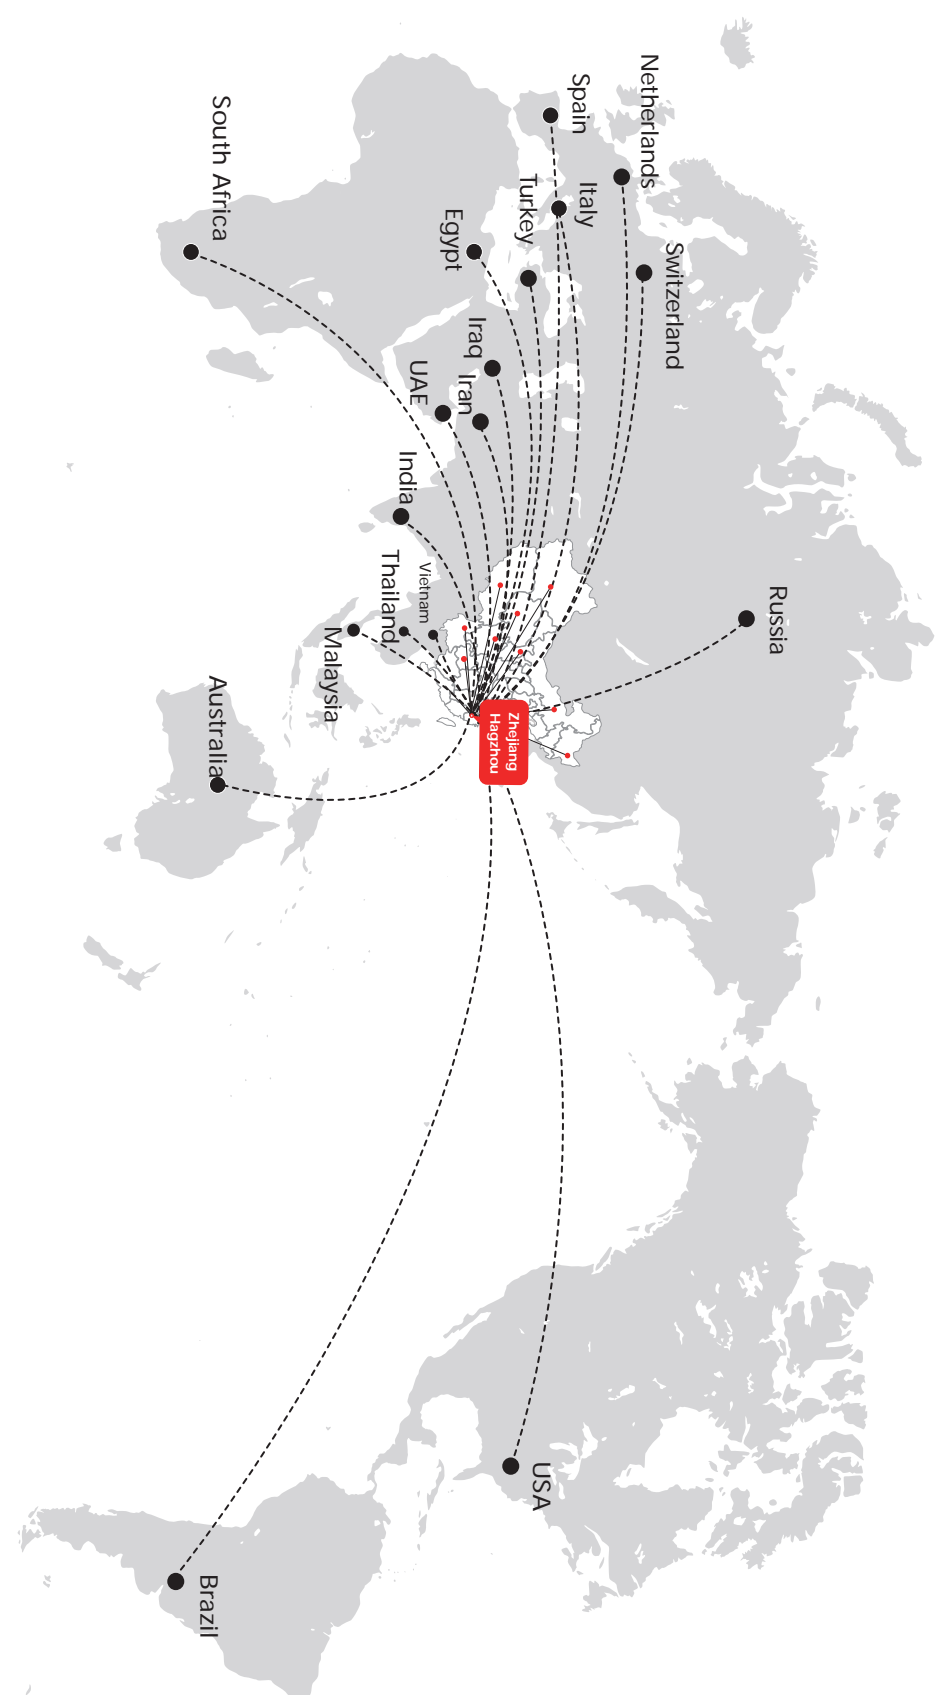 Netherlands
Switzerland
Spain
Italy
Turkey
Russia
Egypt
Iraq
Iran
UAE
India
Vietnam
Thailand
Malaysia
Zhejiang
Hagzhou
USA
South Africa
Australia
Brazil